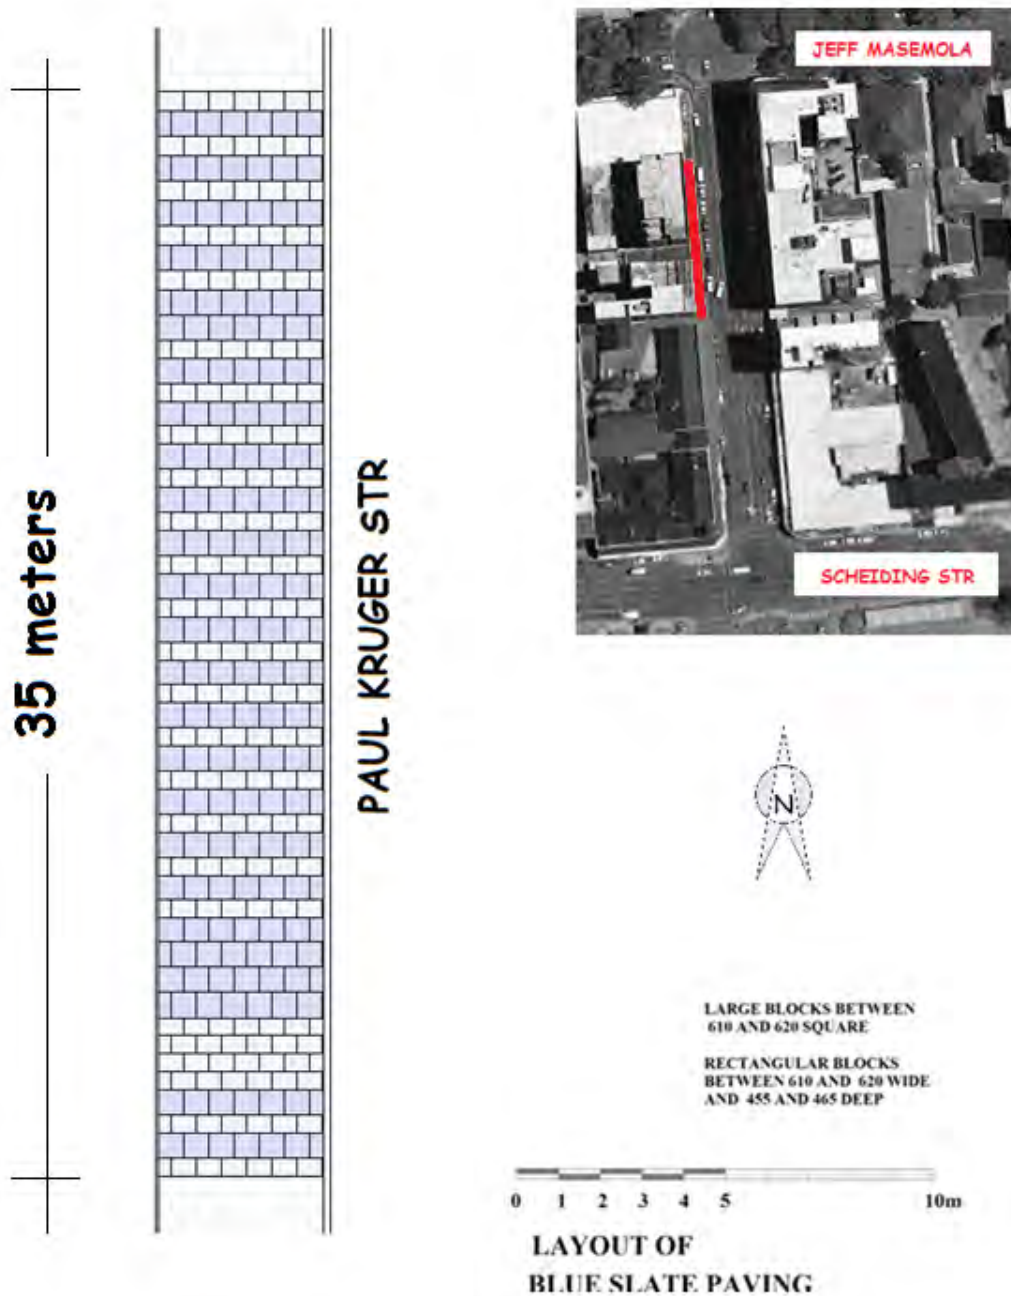 35 meters
PAUL KRUGER STR
JEFF MASEMOLA
SCHEIDING STR
N
LARGE BLOCKS BETWEEN
610 AND 620 SQUARE
RECTANGULAR BLOCKS
BETWEEN 610 AND 620 WIDE
AND 455 AND 465 DEEP
0 1 2 3 4 5 10m
LAYOUT OF
BLUE SLATE PAVING